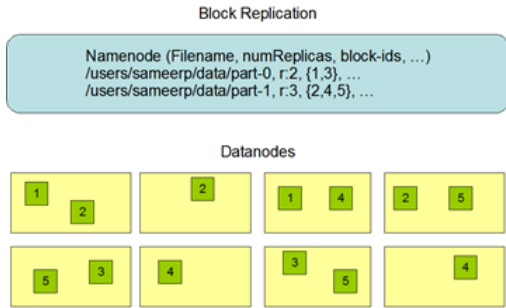 Block Replication
Namenode (Filename, numReplicas, block-ids, …)
/users/sameerp/data/part-0, r:2, {1,3}, …
/users/sameerp/data/part-1, r:3, {2,4,5}, …
Datanodes
1
2
2
1 4
2 5
5 3
4
3
5
4